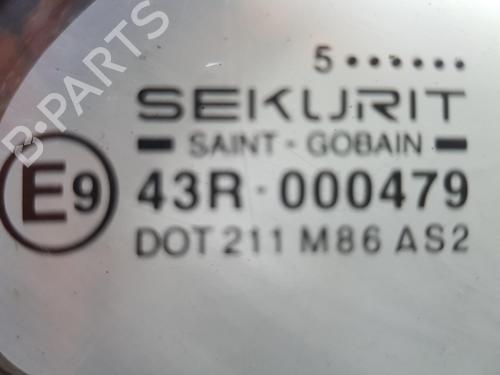 5 ••••••
SEKURIT
SAINT - GOBAIN
E9 43R - 000479
DOT 211 M86 AS2
B-PARTS